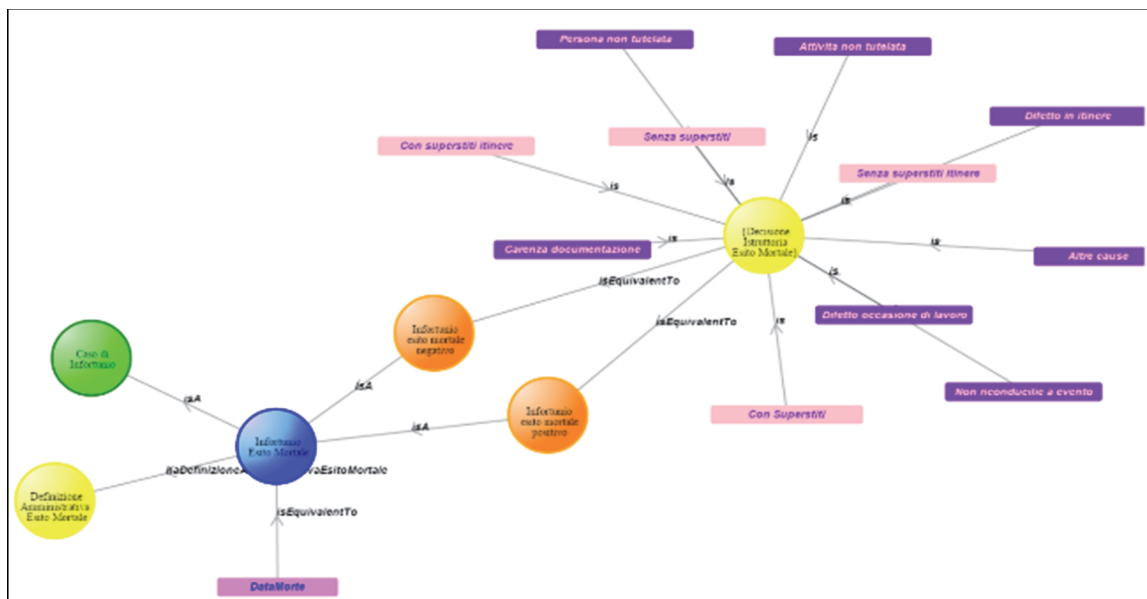 Persona non tutelata
Attivita non tutelata
Difetto in itinere
Senza superstiti
is
Con superstiti itinere
Senza superstiti itinere
is
is
is
(Decisione
Istruttoria
Esito Mortale)
Carenza documentazione
is
is
Altre cause
is
isEquivalentTo
Difetto occasione di lavoro
isEquivalentTo
is
Infortunio
esito mortale
negativo
Caso di
Infortunio
isA
Non riconducibile a evento
isA
Infortunio
esito mortale
positivo
Con Superstiti
isA
Infortunio
Esito Mortale
vaEsitoMortale
Definizione
Amministrativa
Esito Mortale
isEquivalentTo
DataMorte